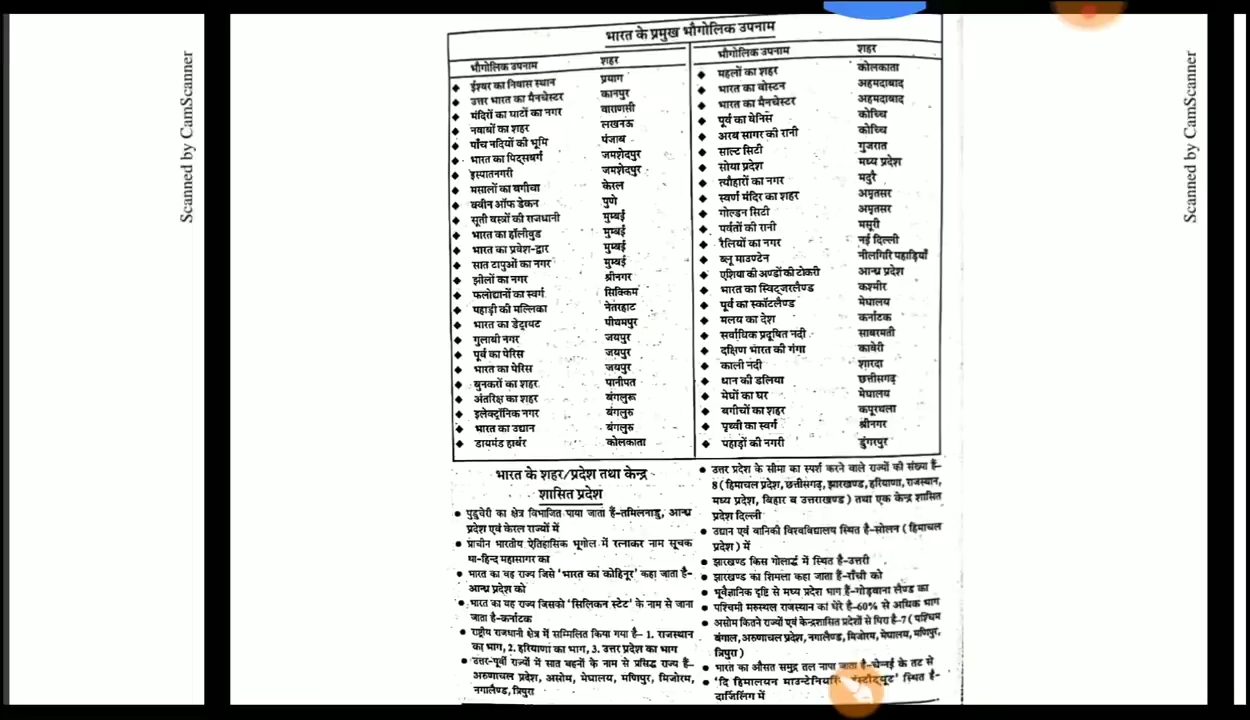 भारत के प्रमुख भौगोलिक उपनाम
भौगोलिक उपनाम शहर
◆ ईश्वर का निवास स्थान प्रयाग
◆ उत्तर भारत का मैनचेस्टर कानपुर
◆ मंदिरों का घाटों का नगर वाराणसी
◆ नवाबों का शहर लखनऊ
◆ पाँच नदियों की भूमि पंजाब
◆ भारत का पिट्सबर्ग जमशेदपुर
◆ इस्पातनगरी जमशेदपुर
◆ मसालों का बगीचा केरल
◆ क्वीन ऑफ डेकन पुणे
◆ सूती वस्त्रों की राजधानी मुम्बई
◆ भारत का हॉलीवुड मुम्बई
◆ भारत का प्रवेश-द्वार मुम्बई
◆ सात टापुओं का नगर मुम्बई
◆ झीलों का नगर श्रीनगर
◆ फलोद्यानों का स्वर्ग सिक्किम
◆ पहाड़ी की मल्लिका नेतरहाट
◆ भारत का डेट्रायट पीथमपुर
◆ गुलाबी नगर जयपुर
◆ पूर्व का पेरिस जयपुर
◆ भारत का पेरिस जयपुर
◆ बुनकरों का शहर पानीपत
◆ अंतरिक्ष का शहर बंगलुरू
◆ इलेक्ट्रॉनिक नगर बंगलुरु
◆ भारत का उद्यान बंगलुरु
◆ डायमंड हार्बर कोलकाता
भौगोलिक उपनाम शहर
◆ महलों का शहर कोलकाता
◆ भारत का बोस्टन अहमदाबाद
◆ भारत का मैनचेस्टर अहमदाबाद
◆ पूर्व का वेनिस कोच्चि
◆ अरब सागर की रानी कोच्चि
◆ साल्ट सिटी गुजरात
◆ सोया प्रदेश मध्य प्रदेश
◆ त्यौहारों का नगर मदुरै
◆ स्वर्ण मंदिर का शहर अमृतसर
◆ गोल्डन सिटी अमृतसर
◆ पर्वतों की रानी मसूरी
◆ रैलियों का नगर नई दिल्ली
◆ ब्लू माउण्टेन नीलगिरि पहाड़ियाँ
◆ एशिया की अण्डों की टोकरी आन्ध्र प्रदेश
◆ भारत का स्विट्जरलैण्ड कश्मीर
◆ पूर्व का स्कॉटलैण्ड मेघालय
◆ मलय का देश कर्नाटक
◆ सर्वाधिक प्रदूषित नदी साबरमती
◆ दक्षिण भारत की गंगा कावेरी
◆ काली नदी शारदा
◆ धान की डलिया छत्तीसगढ़
◆ मेघों का घर मेघालय
◆ बगीचों का शहर कपूरथला
◆ पृथ्वी का स्वर्ग श्रीनगर
◆ पहाड़ों की नगरी डुंगरपुर
भारत के शहर/प्रदेश तथा केन्द्र
शासित प्रदेश
● पुडुचेरी का क्षेत्र विभाजित पाया जाता हैं-तमिलनाडु, आन्ध्र
प्रदेश एवं केरल राज्यों में
● प्राचीन भारतीय ऐतिहासिक भूगोल में रत्नाकर नाम सूचक
था-हिन्द महासागर का
● भारत का वह राज्य जिसे 'भारत का कोहिनूर' कहा जाता है-
आन्ध्र प्रदेश को
● भारत का वह राज्य जिसको 'सिलिकन स्टेट' के नाम से जाना
जाता है-कर्नाटक
● राष्ट्रीय राजधानी क्षेत्र में सम्मिलित किया गया है- 1. राजस्थान
का भाग, 2. हरियाणा का भाग, 3. उत्तर प्रदेश का भाग
● उत्तर-पूर्वी राज्यों में सात बहनों के नाम से प्रसिद्ध राज्य हैं-
अरुणाचल प्रदेश, असोम, मेघालय, मणिपुर, मिजोरम,
नगालैण्ड, त्रिपुरा
● उत्तर प्रदेश के सीमा का स्पर्श करने वाले राज्यों की संख्या हैं-
8 (हिमाचल प्रदेश, छत्तीसगढ़, झारखण्ड, हरियाणा, राजस्थान,
मध्य प्रदेश, बिहार व उत्तराखण्ड) तथा एक केन्द्र शासित
प्रदेश दिल्ली
● उद्यान एवं वानिकी विश्वविद्यालय स्थित है-सोलन (हिमाचल
प्रदेश) में
● झारखण्ड किस गोलार्द्ध में स्थित है-उत्तरी
● झारखण्ड का शिमला कहा जाता हैं-राँची को
● भूवैज्ञानिक दृष्टि से मध्य प्रदेश भाग हैं-गोंड़वाना लैण्ड का
● पश्चिमी मरुस्थल राजस्थान का घेरे है-60% से अधिक भाग
● असोम कितने राज्यों एवं केन्द्रशासित प्रदेशों से घिरा है-7 (पश्चिम
बंगाल, अरुणाचल प्रदेश, नगालैण्ड, मिजोरम, मेघालय, मणिपुर,
त्रिपुरा)
● भारत का औसत समुद्र तल नापा जाता है-चेन्नई के तट से
● 'दि हिमालयन स्थित है-
दार्जिलिंग में
Scanned by CamScanner
Scanned by CamScanner